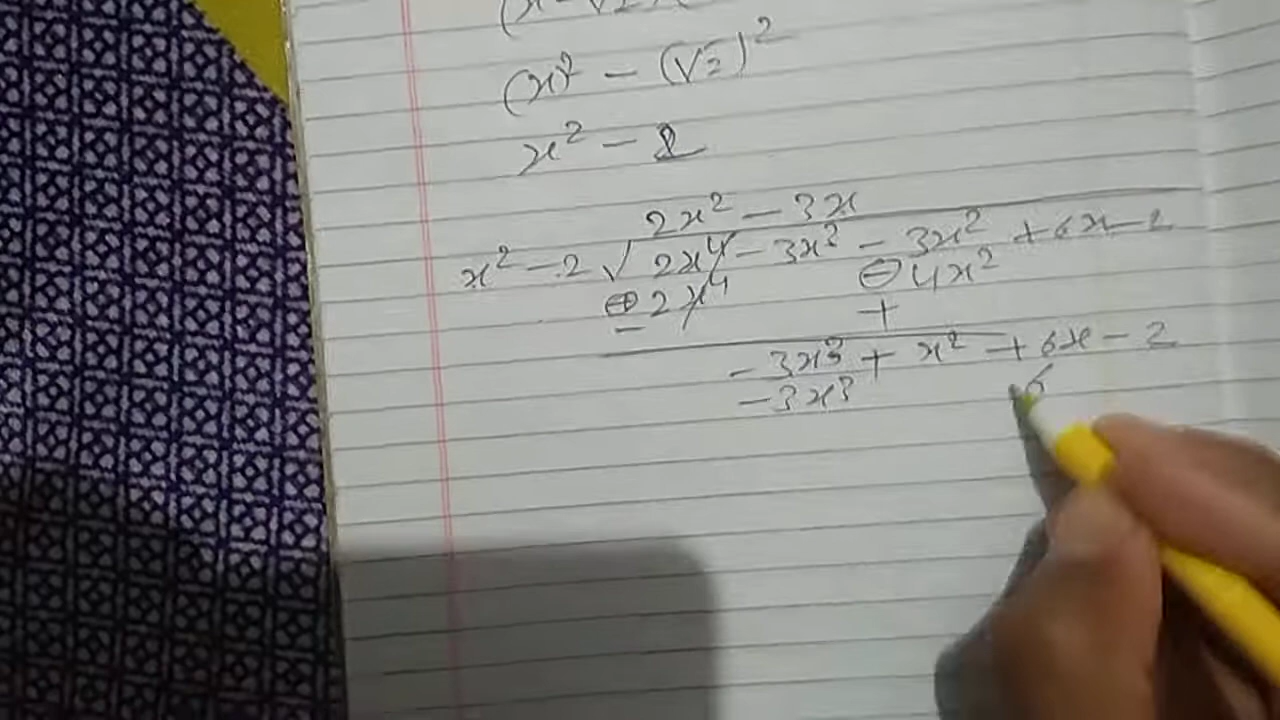 (x)² − (√2)²
x² − 2
2x² − 3x
x² − 2 √ 2x⁴ − 3x³ − 3x² + 6x − 2
⊕ 2x⁴ ⊖ 4x²
− +
− 3x³ + x² + 6x − 2
− 3x³ 6